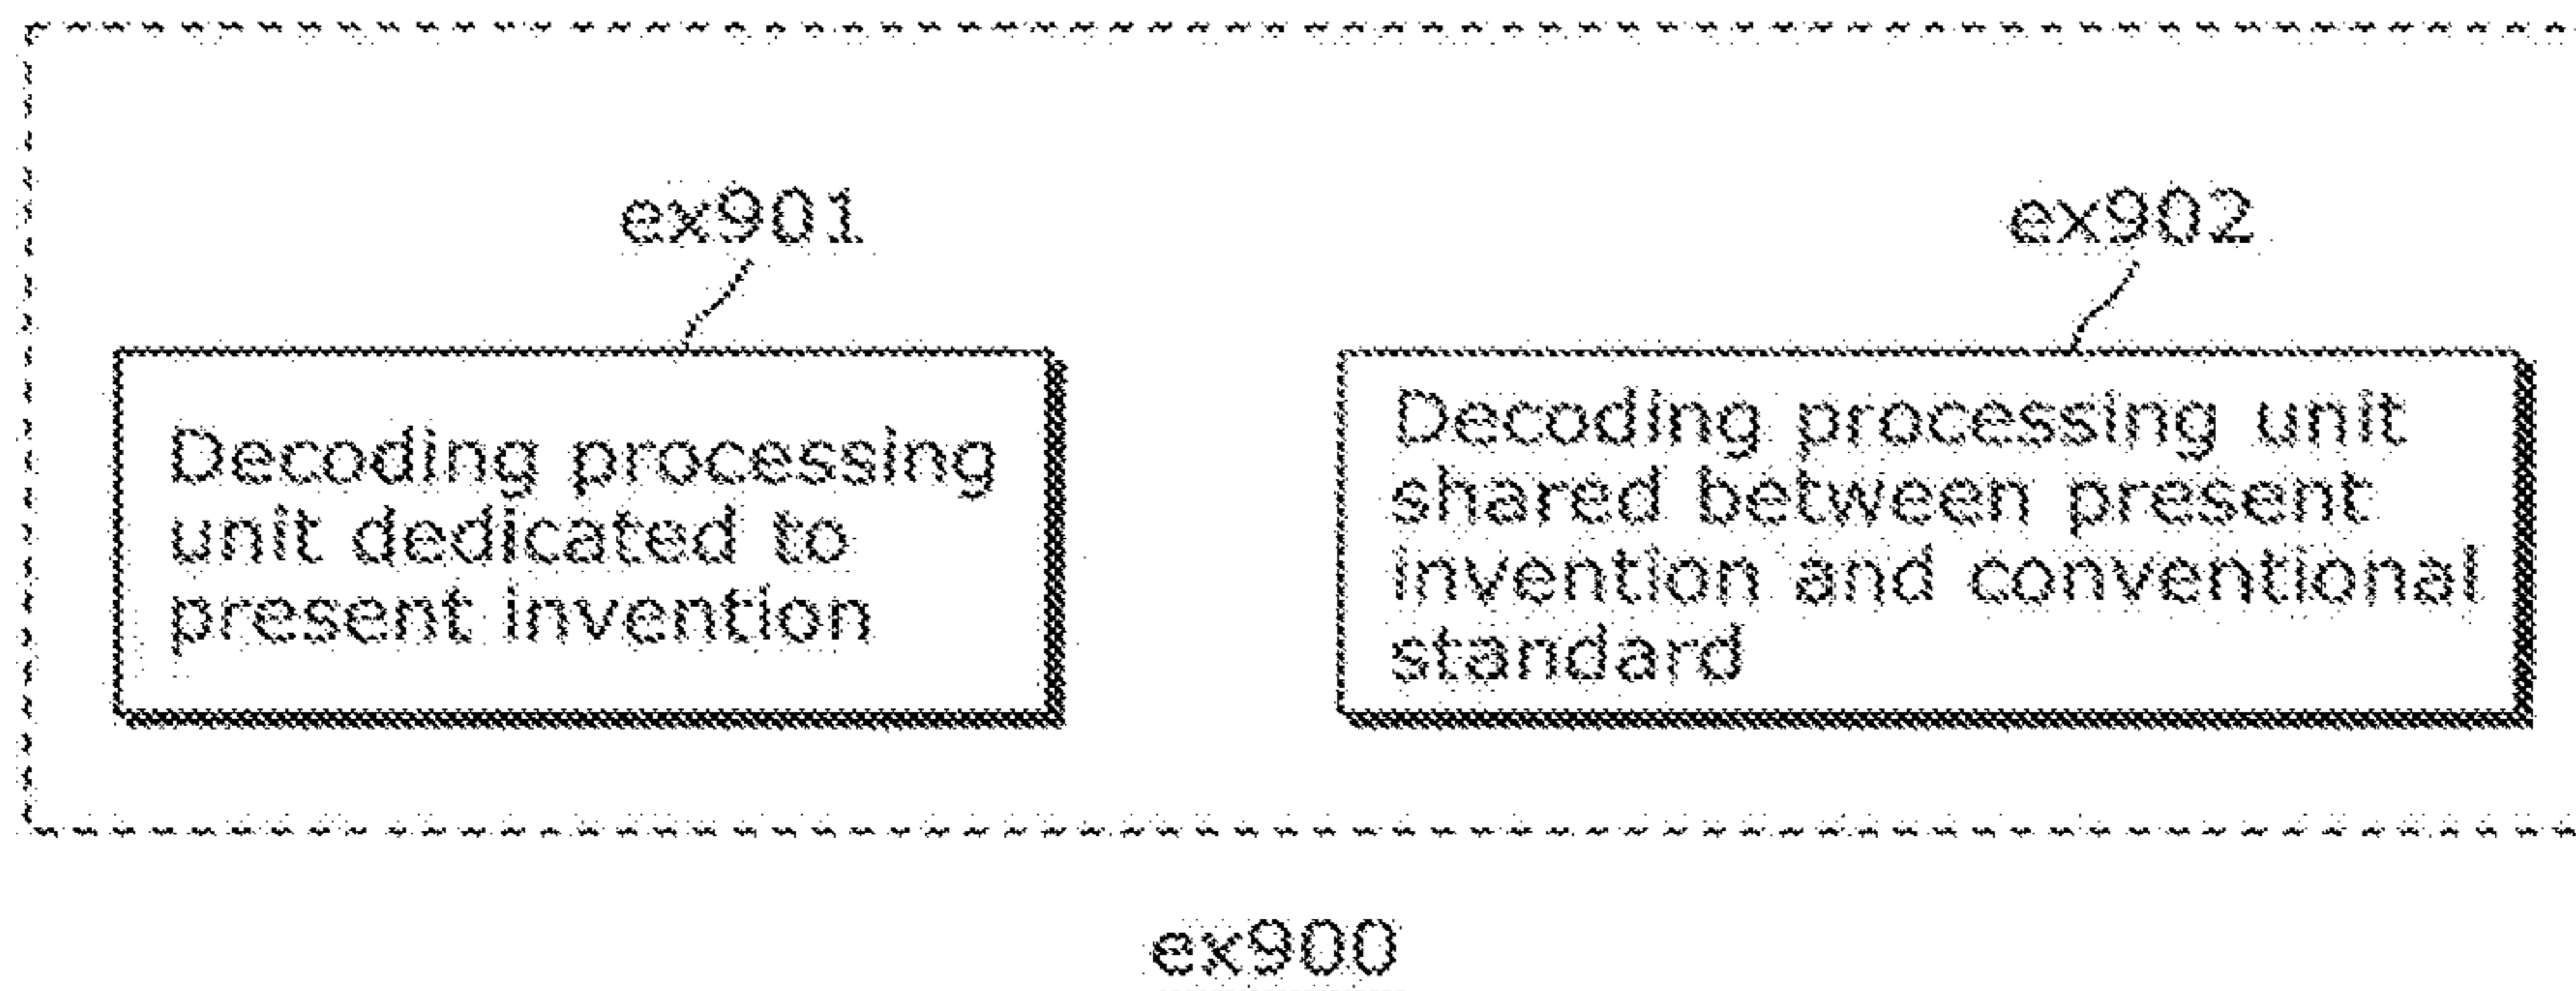 ex901
ex902
Decoding processing
unit dedicated to
present invention
Decoding processing unit
shared between present
invention and conventional
standard
ex900